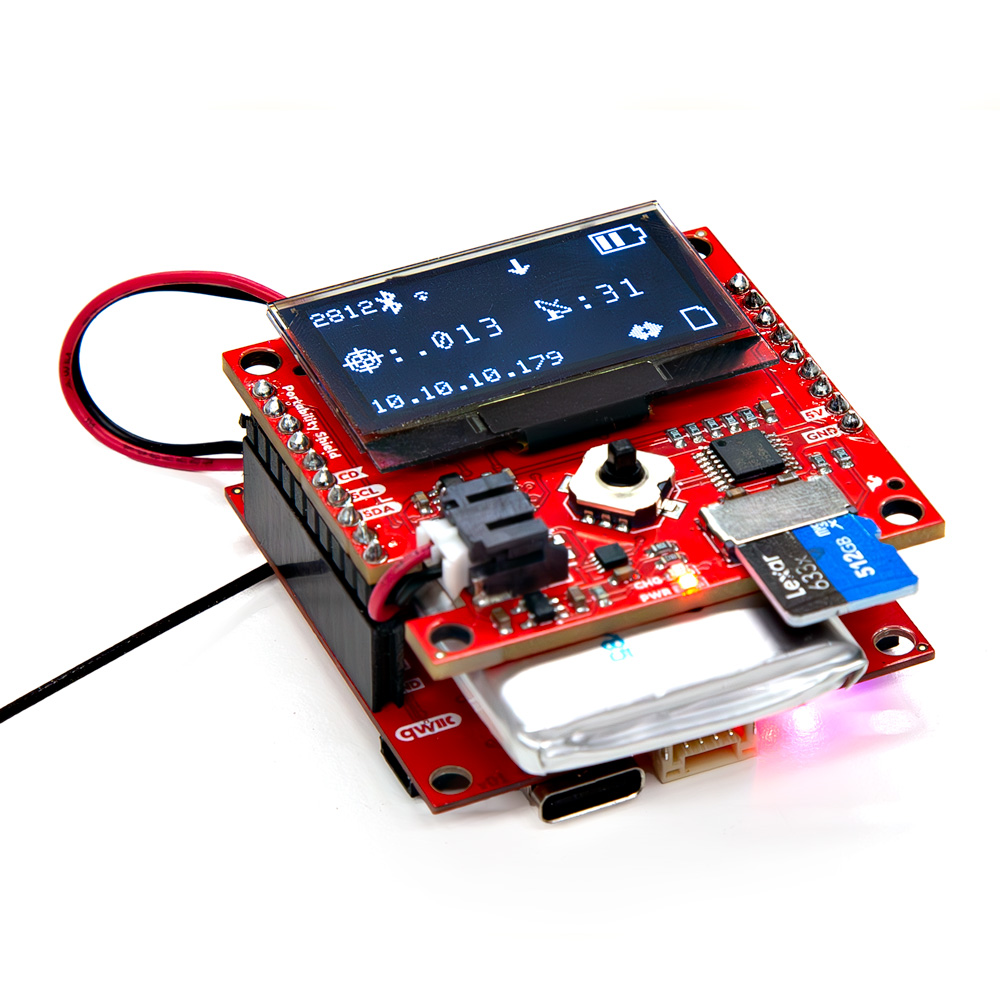 2812
:.013
:31
10.10.10.179
Portability Shield
CD
SCL
SDA
5V
GND
CHG
PWR
Lexar
633x
512GB
qwiic